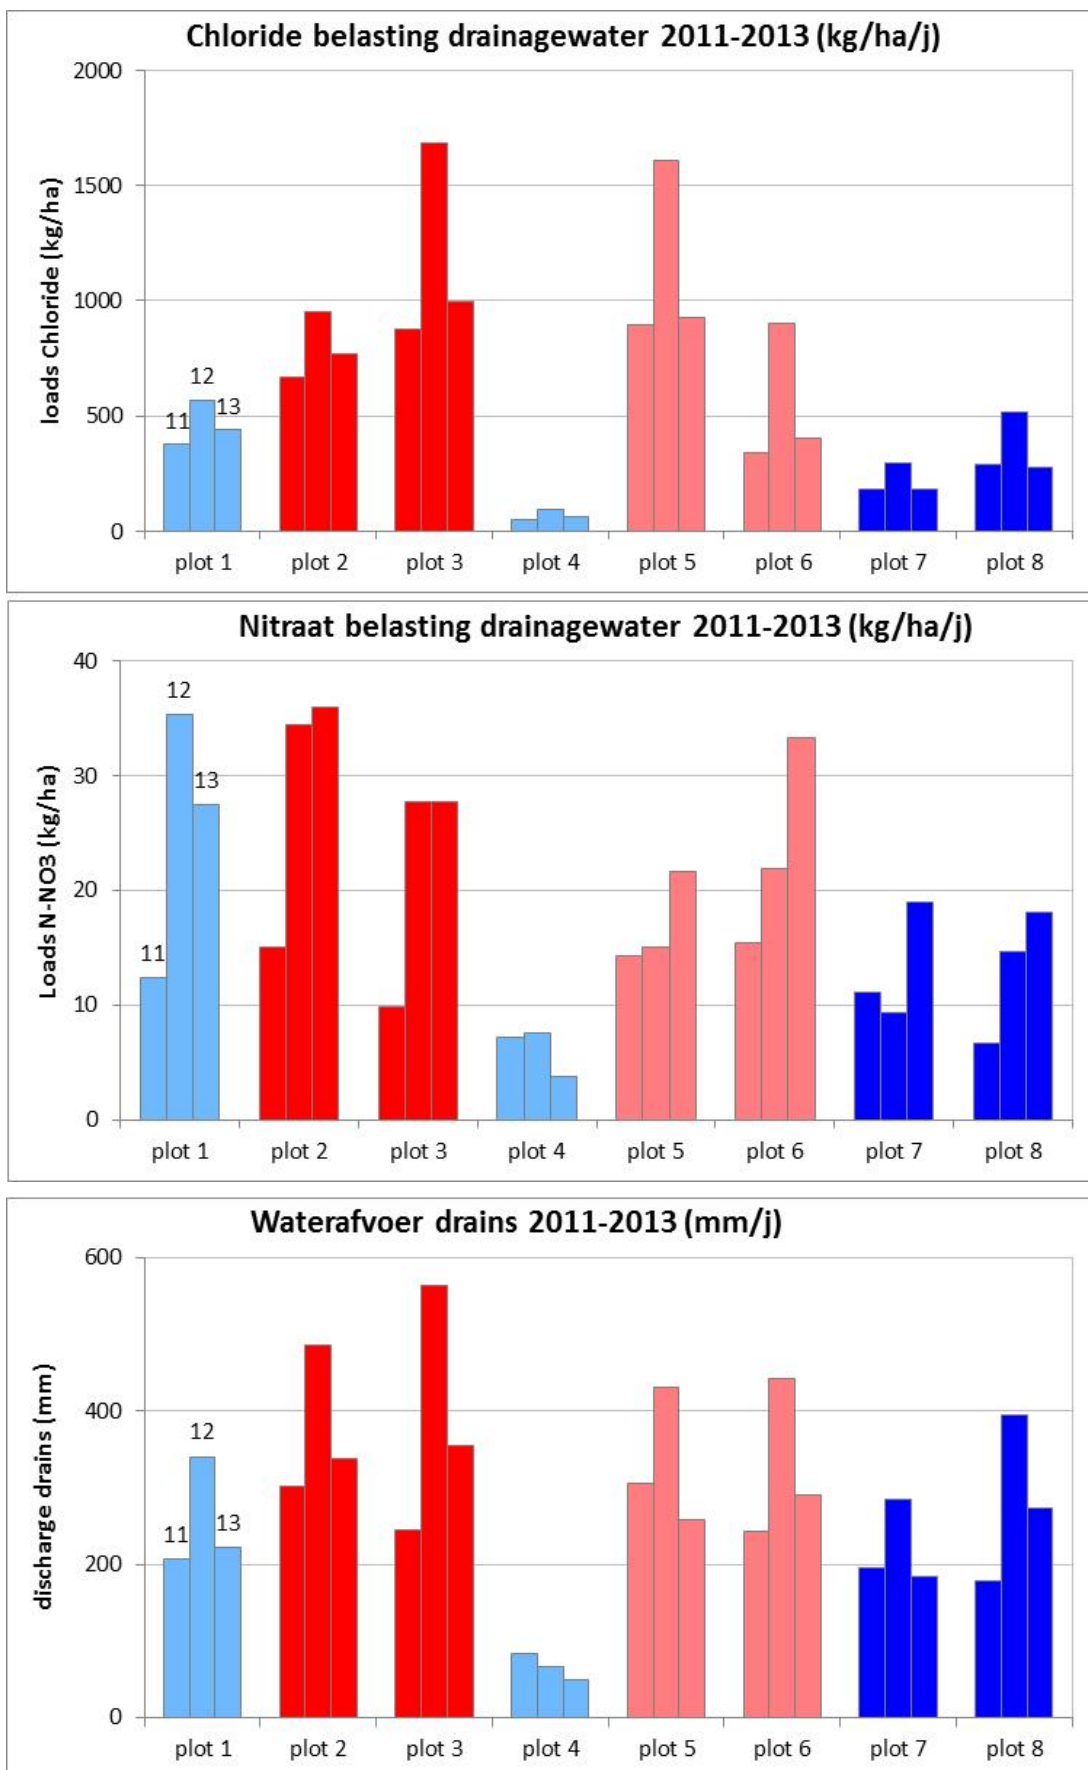 Chloride belasting drainagewater 2011-2013 (kg/ha/j)
2000
1500
1000
500
0
loads Chloride (kg/ha)
11
12
13
plot 1
plot 2
plot 3
plot 4
plot 5
plot 6
plot 7
plot 8
Nitraat belasting drainagewater 2011-2013 (kg/ha/j)
40
30
20
10
0
Loads N-NO3 (kg/ha)
11
12
13
plot 1
plot 2
plot 3
plot 4
plot 5
plot 6
plot 7
plot 8
Waterafvoer drains 2011-2013 (mm/j)
600
400
200
0
discharge drains (mm)
11
12
13
plot 1
plot 2
plot 3
plot 4
plot 5
plot 6
plot 7
plot 8